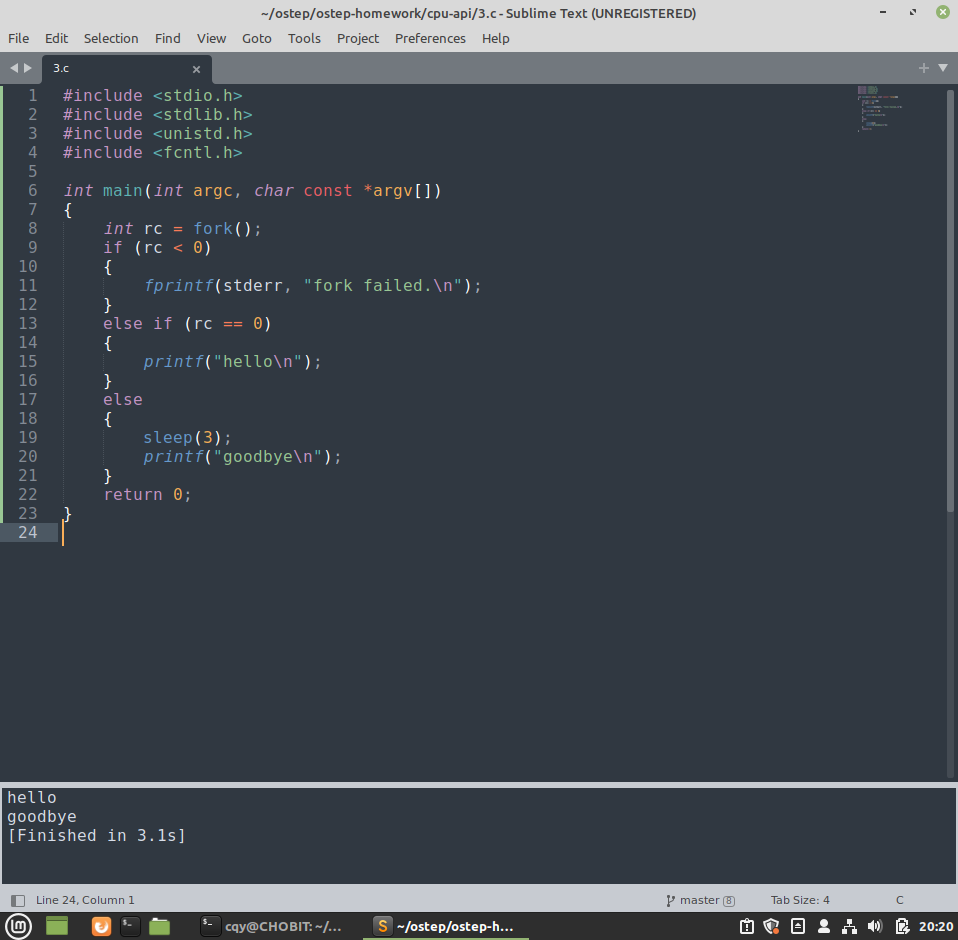 ~/ostep/ostep-homework/cpu-api/3.c - Sublime Text (UNREGISTERED)
File Edit Selection Find View Goto Tools Project Preferences Help
3.c
1 #include <stdio.h>
2 #include <stdlib.h>
3 #include <unistd.h>
4 #include <fcntl.h>
5
6 int main(int argc, char const *argv[])
7 {
8     int rc = fork();
9     if (rc < 0)
10     {
11         fprintf(stderr, "fork failed.\n");
12     }
13     else if (rc == 0)
14     {
15         printf("hello\n");
16     }
17     else
18     {
19         sleep(3);
20         printf("goodbye\n");
21     }
22     return 0;
23 }
24
hello
goodbye
[Finished in 3.1s]
Line 24, Column 1 master 8 Tab Size: 4 C
cqy@CHOBIT: ~/... S ~/ostep/ostep-h... 20:20